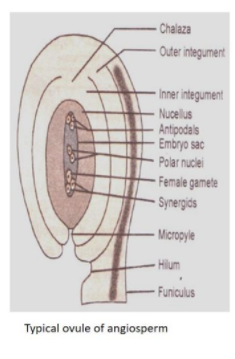 Chalaza
Outer integument
Inner integument
Nucellus
Antipodals
Embryo sac
Polar nuclei
Female gamete
Synergids
Micropyle
Hilum
Funiculus
Typical ovule of angiosperm